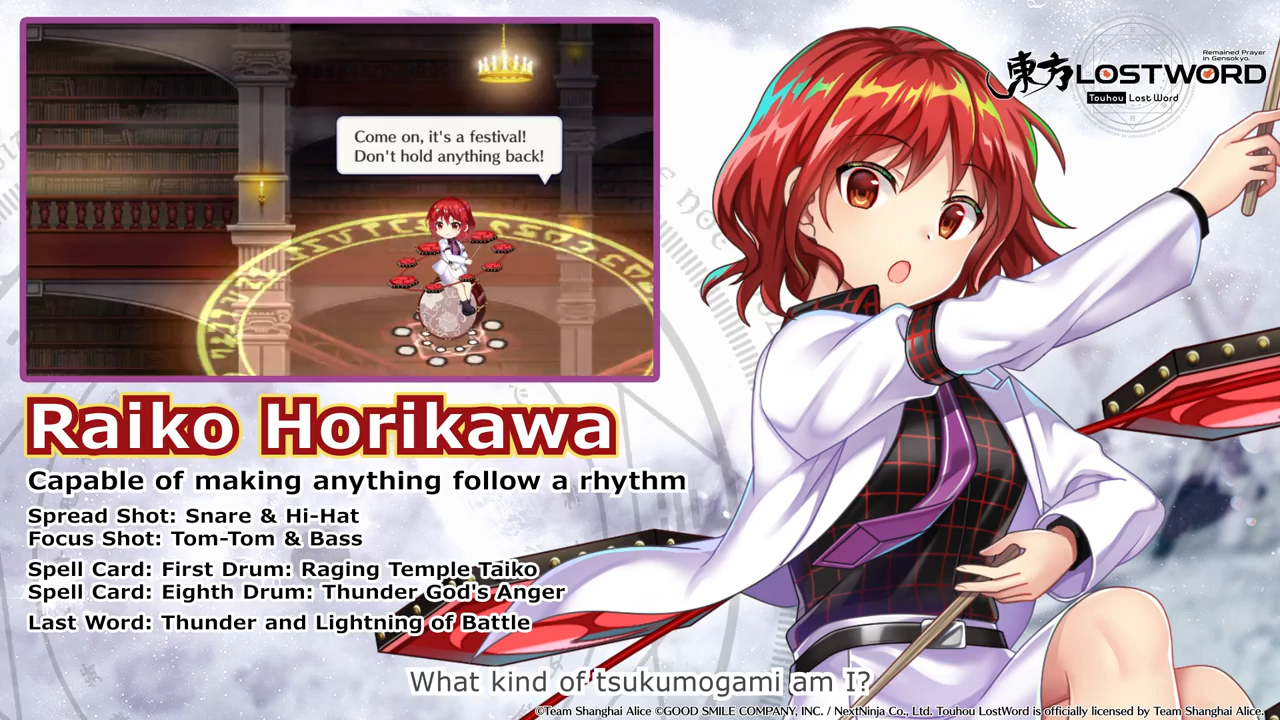 Come on, it's a festival!
Don't hold anything back!
Remained Prayer
in Gensokyo.
東方LOSTWORD
Touhou Lost Word
Raiko Horikawa
Capable of making anything follow a rhythm
Spread Shot: Snare & Hi-Hat
Focus Shot: Tom-Tom & Bass
Spell Card: First Drum: Raging Temple Taiko
Spell Card: Eighth Drum: Thunder God's Anger
Last Word: Thunder and Lightning of Battle
What kind of tsukumogami am I?
©Team Shanghai Alice ©GOOD SMILE COMPANY, INC. / NextNinja Co., Ltd. Touhou LostWord is officially licensed by Team Shanghai Alice.